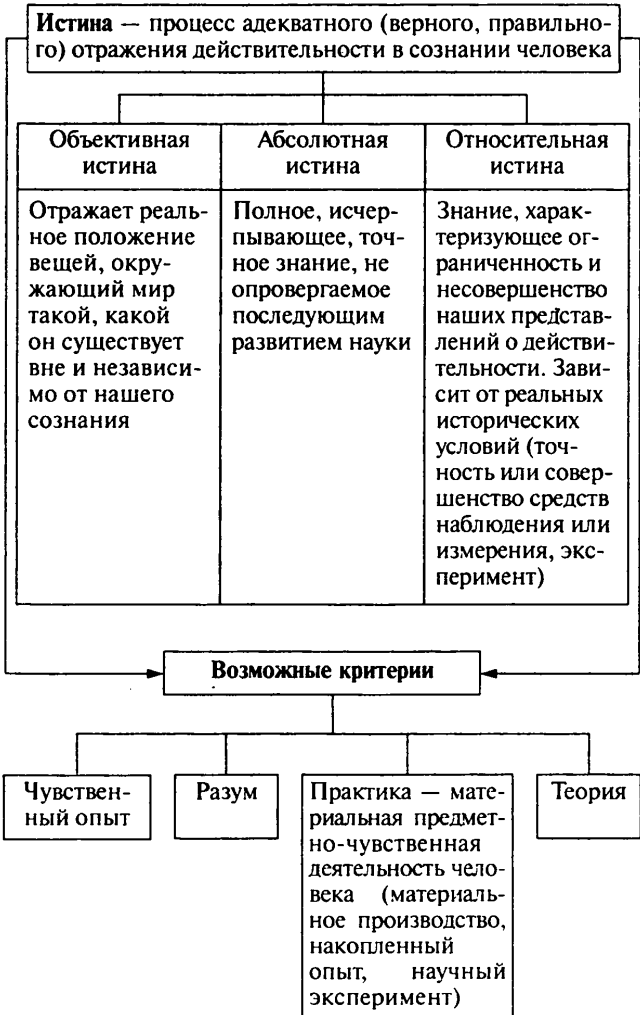 Истина — процесс адекватного (верного, правильно-
го) отражения действительности в сознании человека
Объективная
истина
Абсолютная
истина
Относительная
истина
Отражает реаль-
ное положение
вещей, окру-
жающий мир
такой, какой
он существует
вне и независи-
мо от нашего
сознания
Полное, исчер-
пывающее, точ-
ное знание, не
опровергаемое
последующим
развитием науки
Знание, харак-
теризующее ог-
раниченность и
несовершенство
наших представ-
лений о действи-
тельности. Зави-
сит от реальных
исторических
условий (точ-
ность или совер-
шенство средств
наблюдения или
измерения, экс-
перимент)
Возможные критерии
Чувствен-
ный опыт
Разум
Практика — мате-
риальная предмет-
но-чувственная
деятельность чело-
века (материаль-
ное производство,
накопленный
опыт, научный
эксперимент)
Теория